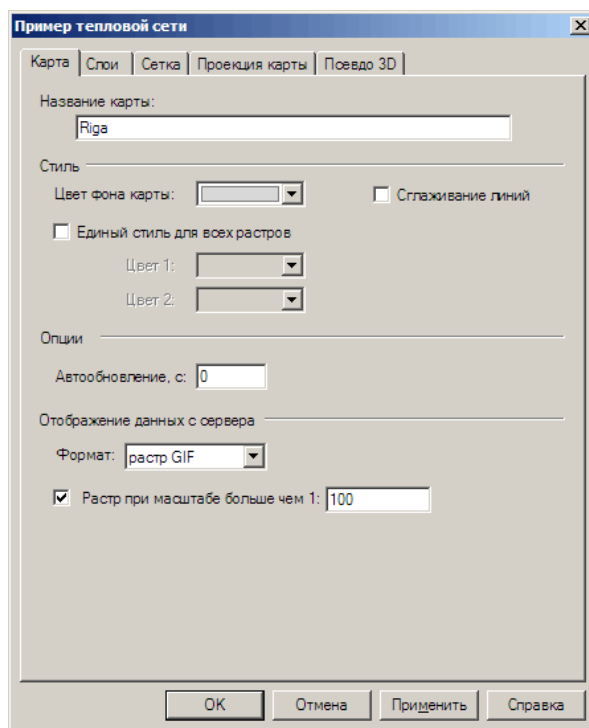 Пример тепловой сети
Карта Слои Сетка Проекция карты Псевдо 3D
Название карты:
Riga
Стиль
Цвет фона карты: Сглаживание линий
Единый стиль для всех растров
Цвет 1:
Цвет 2:
Опции
Автообновление, с: 0
Отображение данных с сервера
Формат: растр GIF
Растр при масштабе больше чем 1: 100
OK Отмена Применить Справка